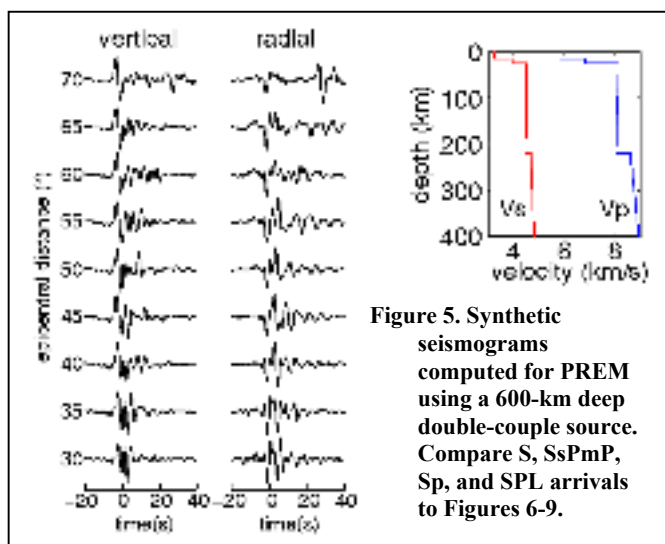 vertical radial
70
65
60
55
50
45
40
35
30
epicentral distance (°)
-20 0 20 40 -20 0 20 40
time(s) time(s)
0
100
200
300
400
depth (km)
Vs Vp
4 6 8
velocity (km/s)
Figure 5. Synthetic
seismograms
computed for PREM
using a 600-km deep
double-couple source.
Compare S, SsPmP,
Sp, and SPL arrivals
to Figures 6-9.